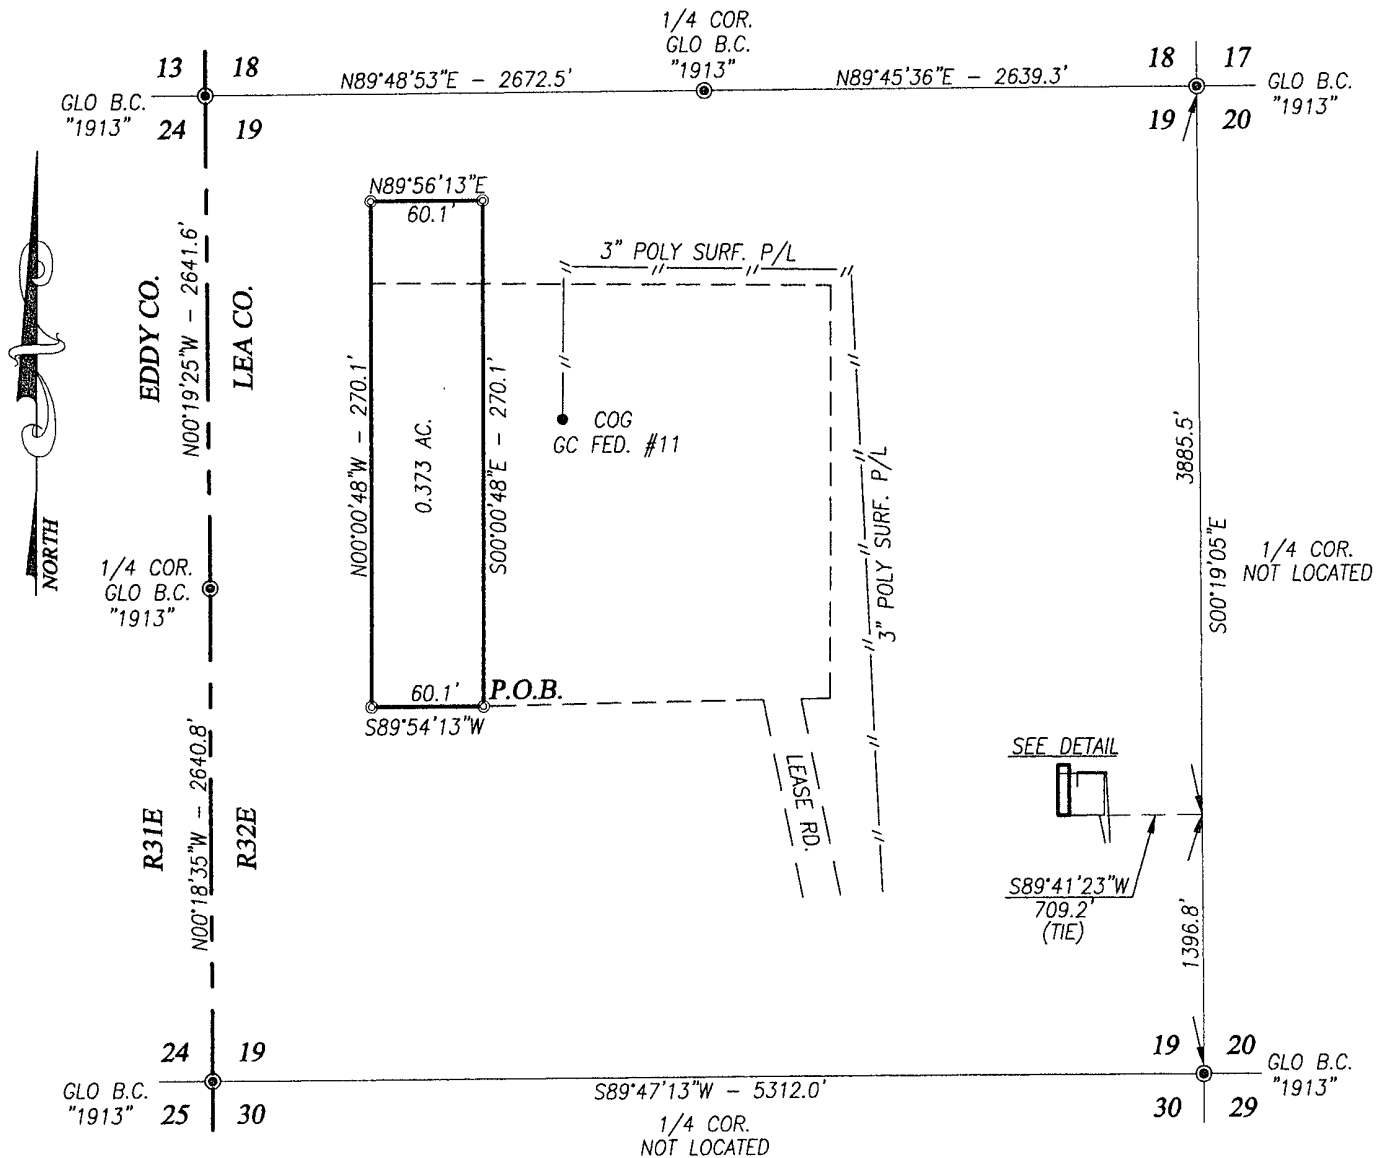 1/4 COR.
GLO B.C.
"1913"
13 18
N89°48'53"E - 2672.5'
N89°45'36"E - 2639.3'
18 17
GLO B.C.
"1913"
24 19
19 20
GLO B.C.
"1913"
N89°56'13"E
60.1'
3" POLY SURF. P/L
EDDY CO.
N00°19'25"W - 2641.6'
LEA CO.
N00°00'48"W - 270.1'
0.373 AC.
S00°00'48"E - 270.1'
COG
GC FED. #11
3" POLY SURF. P/L
3885.5'
S00°19'05"E
1/4 COR.
NOT LOCATED
NORTH
1/4 COR.
GLO B.C.
"1913"
60.1'
P.O.B.
S89°54'13"W
LEASE RD.
SEE DETAIL
S89°41'23"W
709.2'
(TIE)
1396.8'
R31E
N00°18'35"W - 2640.8'
R32E
24 19
19 20
GLO B.C.
"1913"
GLO B.C.
"1913"
25 30
S89°47'13"W - 5312.0'
30 29
1/4 COR.
NOT LOCATED